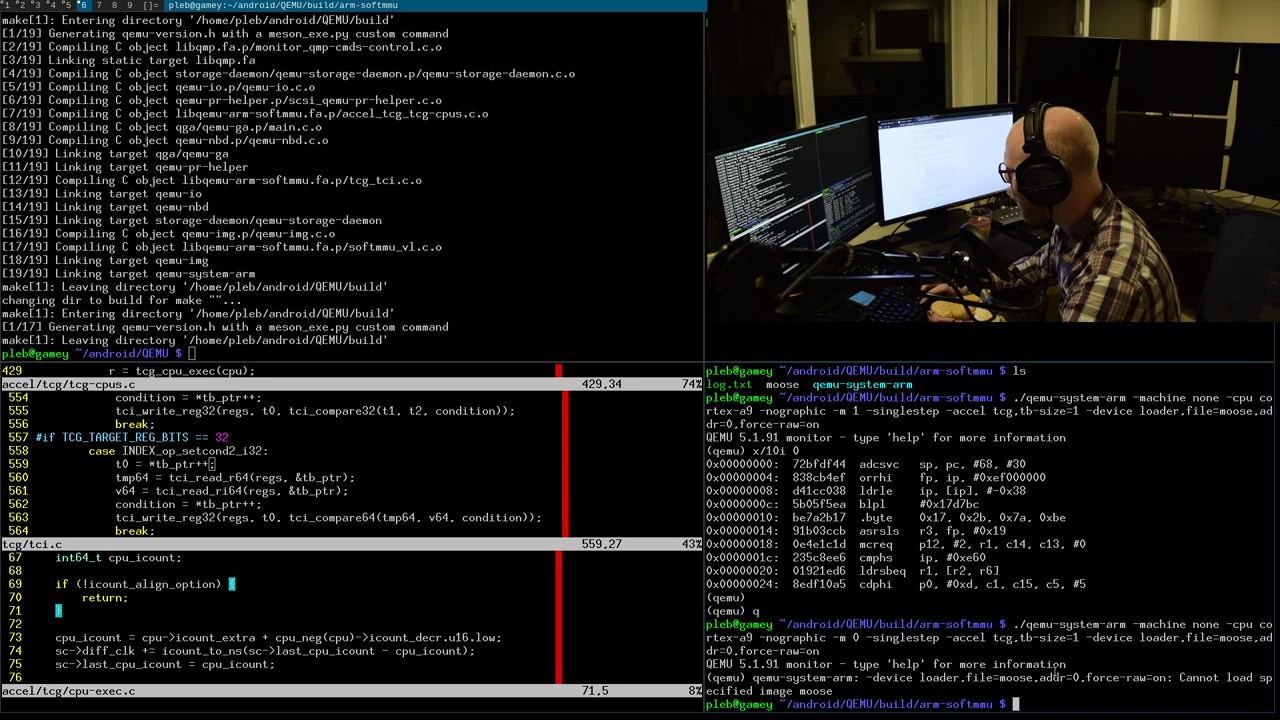 1 2 3 4 5 6 7 8 9 []= pleb@gamey:~/android/QEMU/build/arm-softmmu
make[1]: Entering directory '/home/pleb/android/QEMU/build'
[1/19] Generating qemu-version.h with a meson_exe.py custom command
[2/19] Compiling C object libqmp.fa.p/monitor_qmp-cmds-control.c.o
[3/19] Linking static target libqmp.fa
[4/19] Compiling C object storage-daemon/qemu-storage-daemon.p/qemu-storage-daemon.c.o
[5/19] Compiling C object qemu-io.p/qemu-io.c.o
[6/19] Compiling C object qemu-pr-helper.p/scsi_qemu-pr-helper.c.o
[7/19] Compiling C object libqemu-arm-softmmu.fa.p/accel_tcg_tcg-cpus.c.o
[8/19] Compiling C object qga/qemu-ga.p/main.c.o
[9/19] Compiling C object qemu-nbd.p/qemu-nbd.c.o
[10/19] Linking target qga/qemu-ga
[11/19] Linking target qemu-pr-helper
[12/19] Compiling C object libqemu-arm-softmmu.fa.p/tcg_tci.c.o
[13/19] Linking target qemu-io
[14/19] Linking target qemu-nbd
[15/19] Linking target storage-daemon/qemu-storage-daemon
[16/19] Compiling C object qemu-img.p/qemu-img.c.o
[17/19] Compiling C object libqemu-arm-softmmu.fa.p/softmmu_vl.c.o
[18/19] Linking target qemu-img
[19/19] Linking target qemu-system-arm
make[1]: Leaving directory '/home/pleb/android/QEMU/build'
changing dir to build for make ""...
make[1]: Entering directory '/home/pleb/android/QEMU/build'
[1/17] Generating qemu-version.h with a meson_exe.py custom command
make[1]: Leaving directory '/home/pleb/android/QEMU/build'
pleb@gamey ~/android/QEMU $
429 r = tcg_cpu_exec(cpu);
accel/tcg/tcg-cpus.c 429,34 74%
554 condition = *tb_ptr++;
555 tci_write_reg32(regs, t0, tci_compare32(t1, t2, condition));
556 break;
557 #if TCG_TARGET_REG_BITS == 32
558 case INDEX_op_setcond2_i32:
559 t0 = *tb_ptr++;
560 tmp64 = tci_read_r64(regs, &tb_ptr);
561 v64 = tci_read_ri64(regs, &tb_ptr);
562 condition = *tb_ptr++;
563 tci_write_reg32(regs, t0, tci_compare64(tmp64, v64, condition));
564 break;
tcg/tci.c 559,27 43%
67 int64_t cpu_icount;
68
69 if (!icount_align_option) {
70 return;
71 }
72
73 cpu_icount = cpu->icount_extra + cpu_neg(cpu)->icount_decr.u16.low;
74 sc->diff_clk += icount_to_ns(sc->last_cpu_icount - cpu_icount);
75 sc->last_cpu_icount = cpu_icount;
76
accel/tcg/cpu-exec.c 71,5 8%
pleb@gamey ~/android/QEMU/build/arm-softmmu $ ls
log.txt moose qemu-system-arm
pleb@gamey ~/android/QEMU/build/arm-softmmu $ ./qemu-system-arm -machine none -cpu co
rtex-a9 -nographic -m 1 -singlestep -accel tcg,tb-size=1 -device loader,file=moose,ad
dr=0,force-raw=on
QEMU 5.1.91 monitor - type 'help' for more information
(qemu) x/10i 0
0x00000000: 72bfdf44 adcsvc sp, pc, #68, #30
0x00000004: 838cb4ef orrhi fp, ip, #0xef000000
0x00000008: d41cc038 ldrle ip, [ip], #-0x38
0x0000000c: 5b05f5ea blpl #0x17d7bc
0x00000010: be7a2b17 .byte 0x17, 0x2b, 0x7a, 0xbe
0x00000014: 91b03ccb asrsls r3, fp, #0x19
0x00000018: 0e4e1c1d mcreq p12, #2, r1, c14, c13, #0
0x0000001c: 235c8ee6 cmphs ip, #0xe60
0x00000020: 01921ed6 ldrsbeq r1, [r2, r6]
0x00000024: 8edf10a5 cdphi p0, #0xd, c1, c15, c5, #5
(qemu)
(qemu) q
pleb@gamey ~/android/QEMU/build/arm-softmmu $ ./qemu-system-arm -machine none -cpu co
rtex-a9 -nographic -m 0 -singlestep -accel tcg,tb-size=1 -device loader,file=moose,ad
dr=0,force-raw=on
QEMU 5.1.91 monitor - type 'help' for more information
(qemu) qemu-system-arm: -device loader,file=moose,addr=0,force-raw=on: Cannot load sp
ecified image moose
pleb@gamey ~/android/QEMU/build/arm-softmmu $